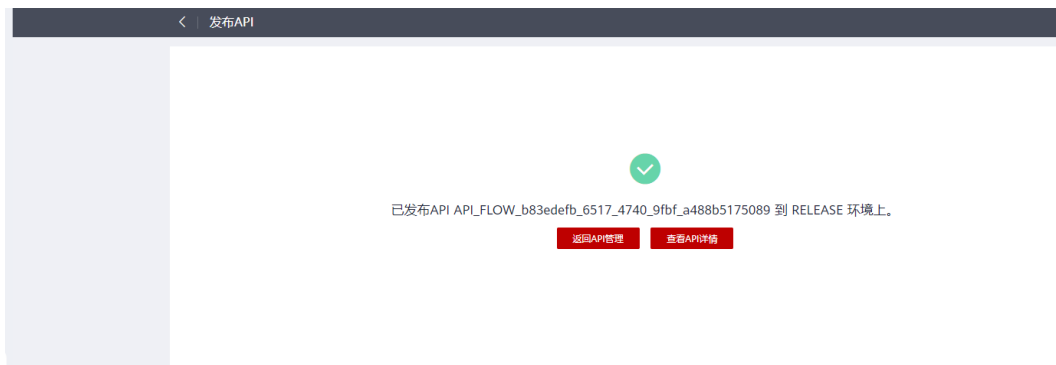 发布API
已发布API API_FLOW_b83edefb_6517_4740_9fbf_a488b5175089 到 RELEASE 环境上。
返回API管理 查看API详情